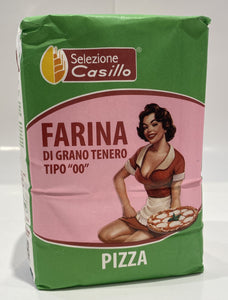 Selezione
Casillo
FARINA
DI GRANO TENERO
TIPO "00"
PIZZA